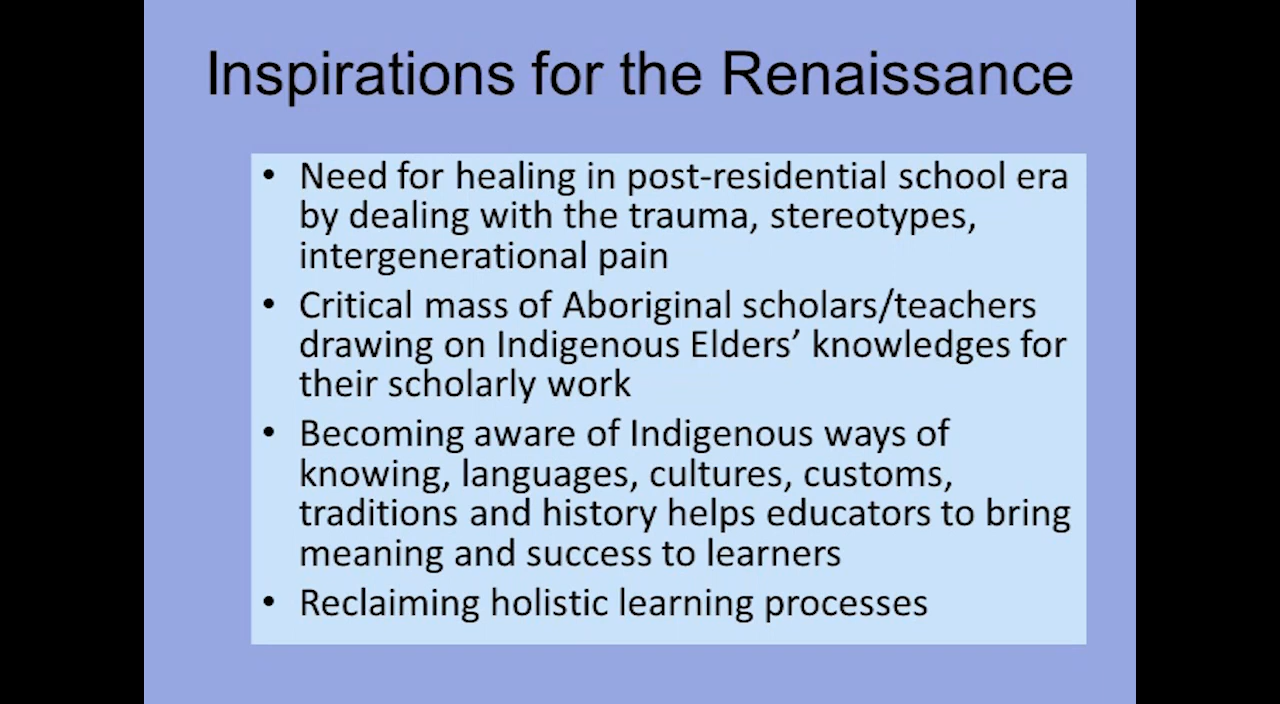 Inspirations for the Renaissance
• Need for healing in post-residential school era
by dealing with the trauma, stereotypes,
intergenerational pain
• Critical mass of Aboriginal scholars/teachers
drawing on Indigenous Elders’ knowledges for
their scholarly work
• Becoming aware of Indigenous ways of
knowing, languages, cultures, customs,
traditions and history helps educators to bring
meaning and success to learners
• Reclaiming holistic learning processes